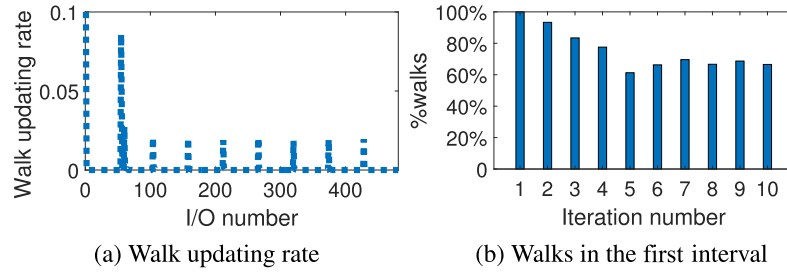 Walk updating rate
0.1
0.05
0
0 100 200 300 400
I/O number
(a) Walk updating rate
%walks
100%
80%
60%
40%
20%
0
1 2 3 4 5 6 7 8 9 10
Iteration number
(b) Walks in the first interval